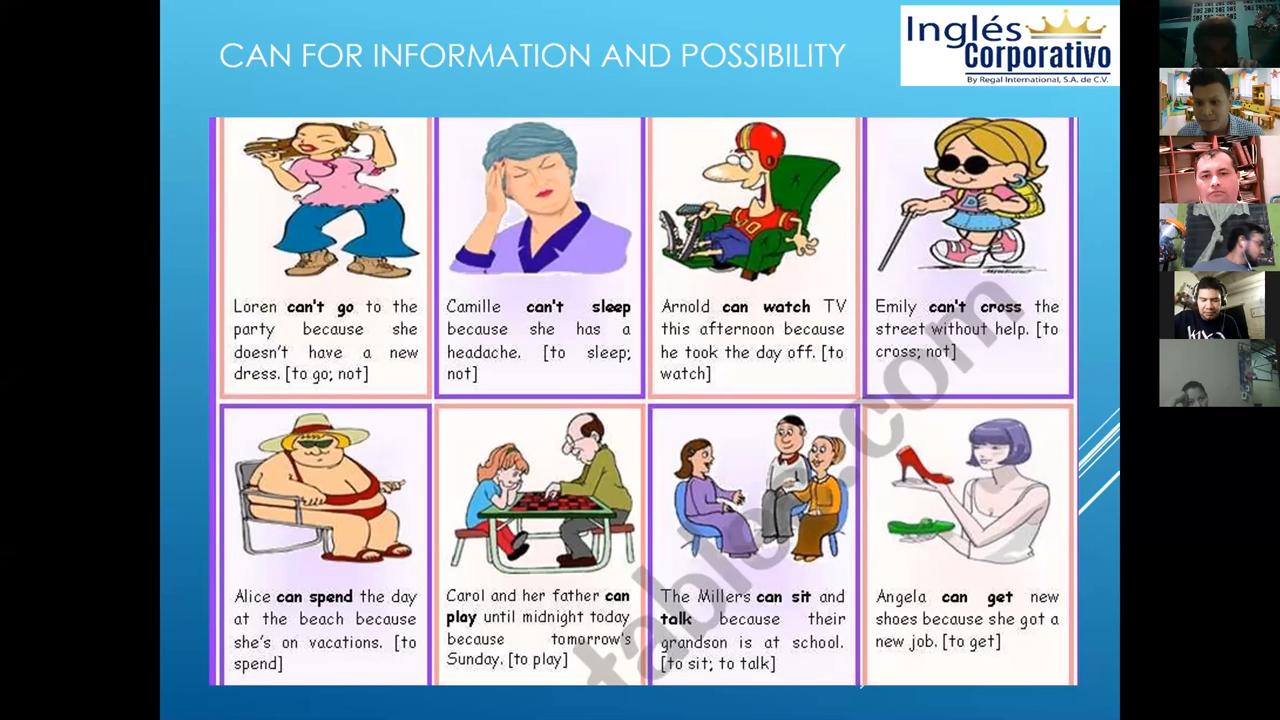 CAN FOR INFORMATION AND POSSIBILITY
Inglés
Corporativo
By Regal International, S.A. de C.V.
Loren can't go to the
party because she
doesn't have a new
dress. [to go; not]
Camille can't sleep
because she has a
headache. [to sleep;
not]
Arnold can watch TV
this afternoon because
he took the day off. [to
watch]
Emily can't cross the
street without help. [to
cross; not]
Alice can spend the day
at the beach because
she's on vacations. [to
spend]
Carol and her father can
play until midnight today
because tomorrow's
Sunday. [to play]
The Millers can sit and
talk because their
grandson is at school.
[to sit; to talk]
Angela can get new
shoes because she got a
new job. [to get]